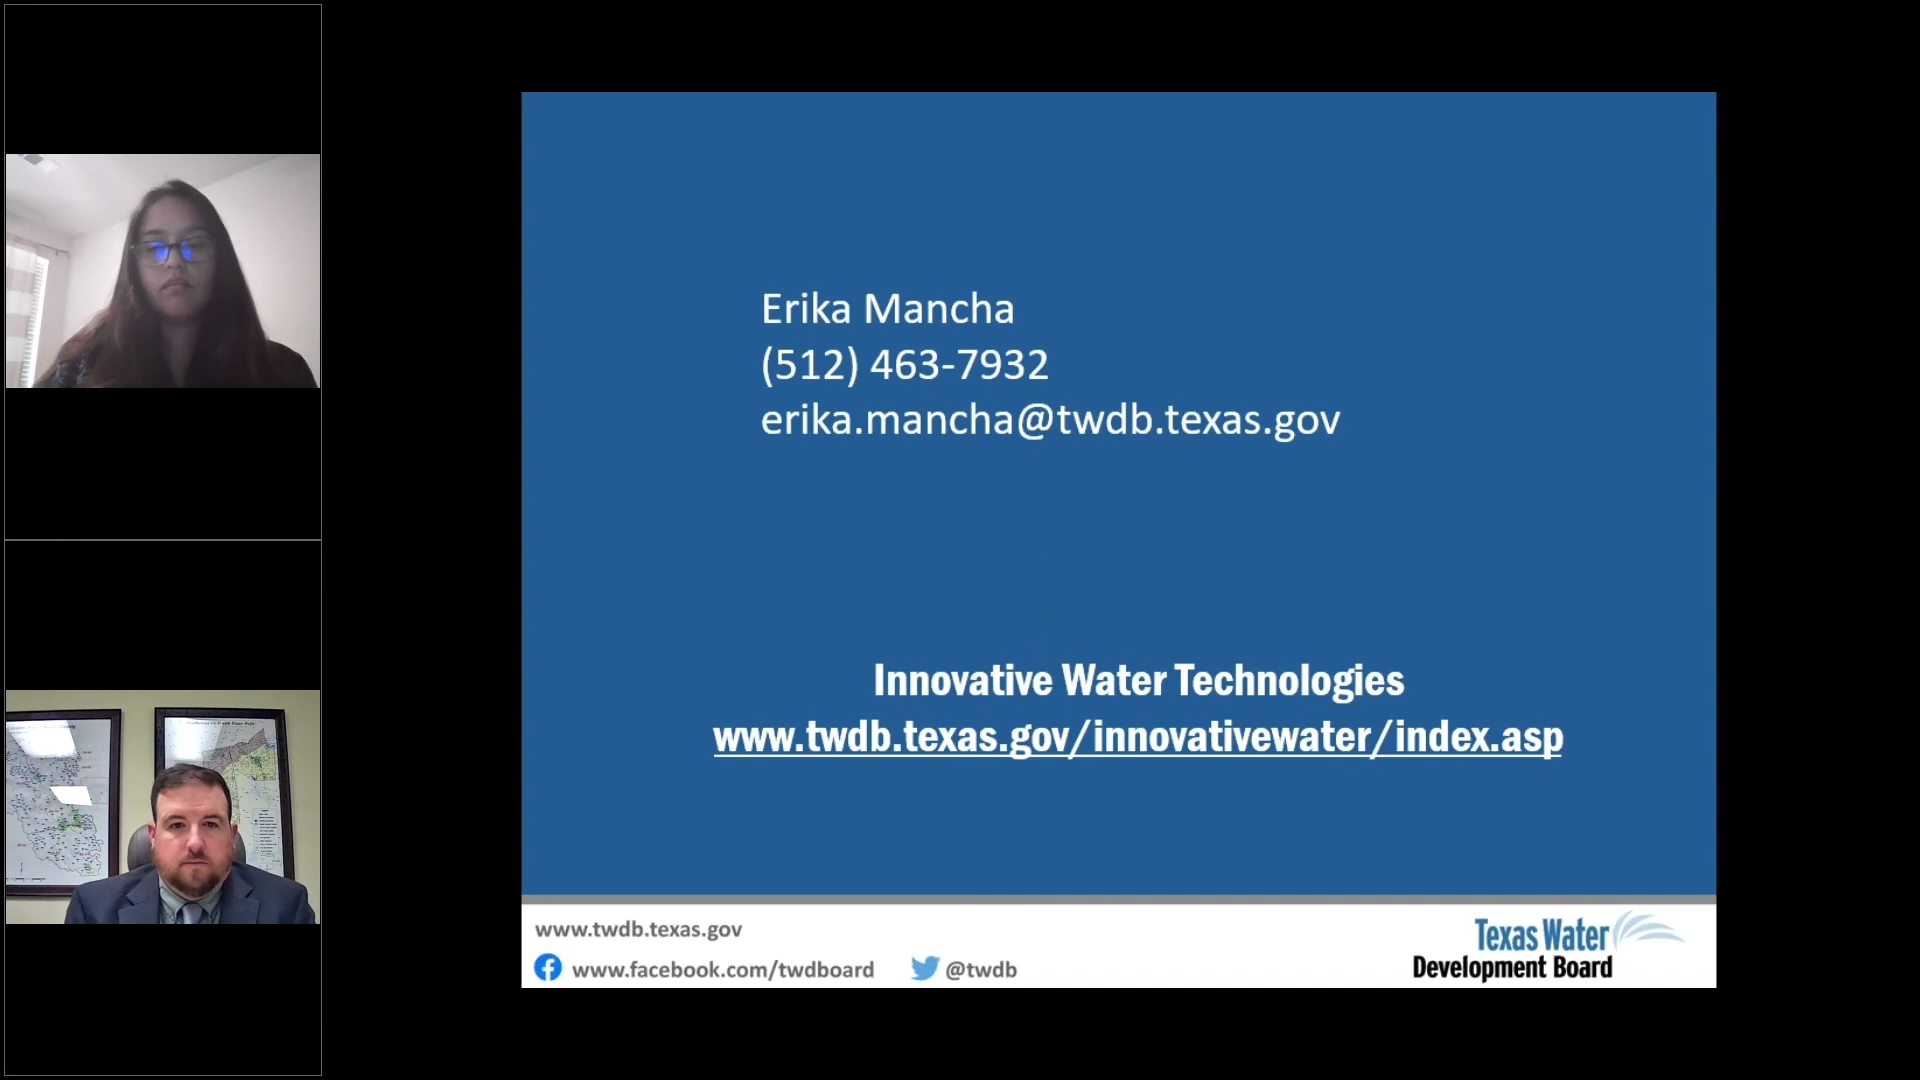 Erika Mancha
(512) 463-7932
erika.mancha@twdb.texas.gov
Innovative Water Technologies
www.twdb.texas.gov/innovativewater/index.asp
www.twdb.texas.gov
www.facebook.com/twdboard @twdb
Texas Water
Development Board